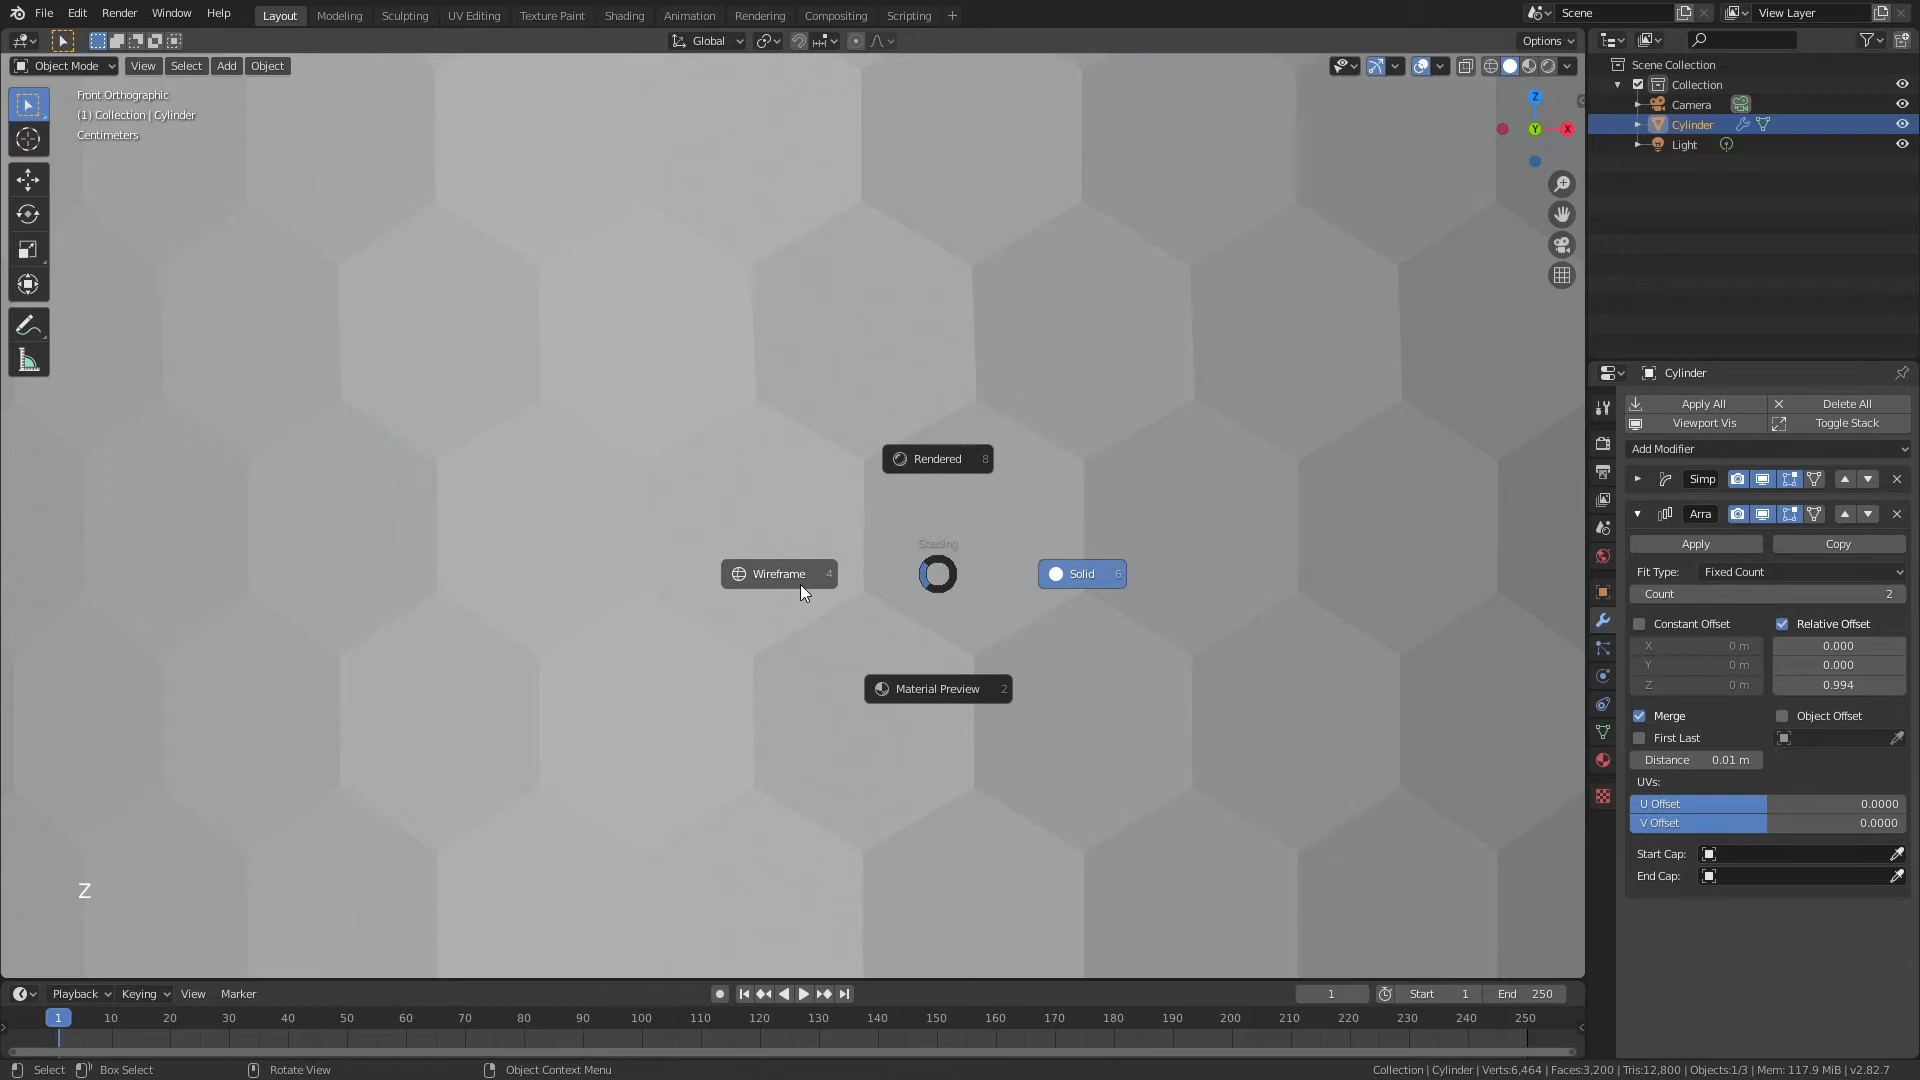 File Edit Render Window Help Layout Modeling Sculpting UV Editing Texture Paint Shading Animation Rendering Compositing Scripting + Scene View Layer
Global Options
Object Mode View Select Add Object
Front Orthographic
(1) Collection | Cylinder
Centimeters
Z
Y
X
Scene Collection
Collection
Camera
Cylinder
Light
Rendered 8
Shading
Wireframe 4
Solid 6
Material Preview 2
Z
Cylinder
Apply All Delete All
Viewport Vis Toggle Stack
Add Modifier
Simp
Arra
Apply Copy
Fit Type: Fixed Count
Count 2
Constant Offset Relative Offset
X 0 m 0.000
Y 0 m 0.000
Z 0 m 0.994
Merge Object Offset
First Last
Distance 0.01 m
UVs:
U Offset 0.0000
V Offset 0.0000
Start Cap:
End Cap:
Playback Keying View Marker 1 Start 1 End 250
1 10 20 30 40 50 60 70 80 90 100 110 120 130 140 150 160 170 180 190 200 210 220 230 240 250
Select Box Select Rotate View Object Context Menu Collection | Cylinder | Verts:6,464 | Faces:3,200 | Tris:12,800 | Objects:1/3 | Mem: 117.9 MiB | v2.82.7